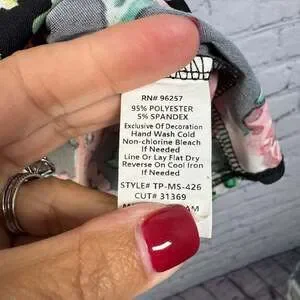 RN# 96257
95% POLYESTER
5% SPANDEX
Exclusive Of Decoration
Hand Wash Cold
Non-chlorine Bleach
If Needed
Line Or Lay Flat Dry
Reverse On Cool Iron
If Needed
STYLE# TP-MS-426
CUT# 31369